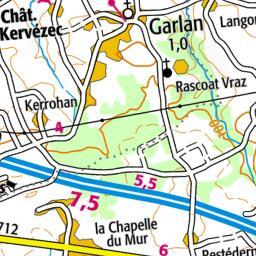 Chât.
Kervézec
Garlan
1,0
Langon
Rascoat Vraz
Kerrohan
4
100
5,5
7,5
712
la Chapelle
du Mur
6